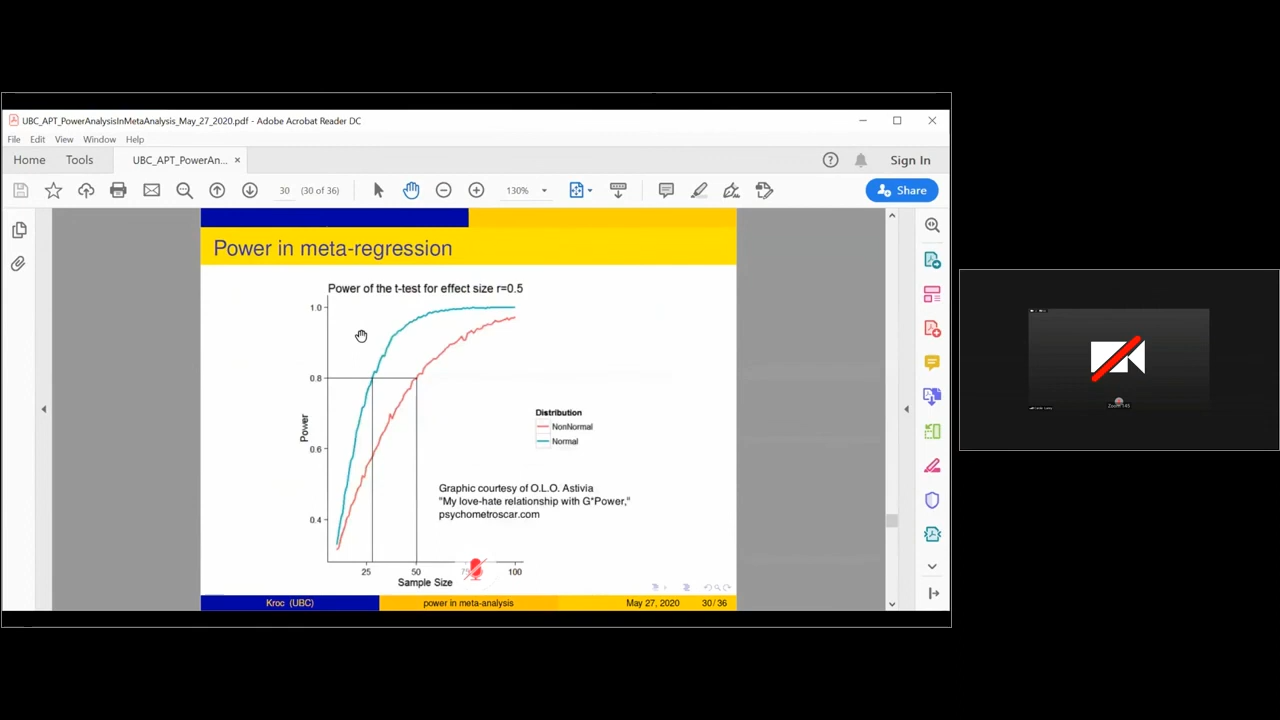 UBC_APT_PowerAnalysisInMetaAnalysis_May_27_2020.pdf - Adobe Acrobat Reader DC
File Edit View Window Help
Home Tools UBC_APT_PowerAn... × Sign In
30 (30 of 36) 130% Share
Power in meta-regression
Power of the t-test for effect size r=0.5
1.0
0.8
0.6
0.4
Power
Distribution
NonNormal
Normal
Graphic courtesy of O.L.O. Astivia
"My love-hate relationship with G*Power,"
psychometroscar.com
25 50 100
Sample Size
Kroc (UBC) power in meta-analysis May 27, 2020 30/36